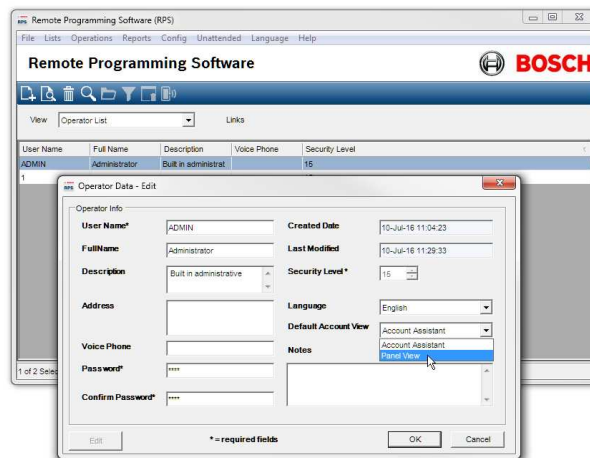 Remote Programming Software (RPS)
File Lists Operations Reports Config Unattended Language Help
Remote Programming Software
BOSCH
View Operator List Links
User Name Full Name Description Voice Phone Security Level
ADMIN Administrator Built in administrat 15
1
RPS Operator Data - Edit
Operator Info
User Name* ADMIN Created Date 10-Jul-16 11:04:23
FullName Administrator Last Modified 10-Jul-16 11:29:33
Description Built in administrative Security Level * 15
Address Language English
Default Account View Account Assistant
Account Assistant
Voice Phone Notes Panel View
Password* ****
1 of 2 Selec
Confirm Password* ****
Edit * = required fields OK Cancel